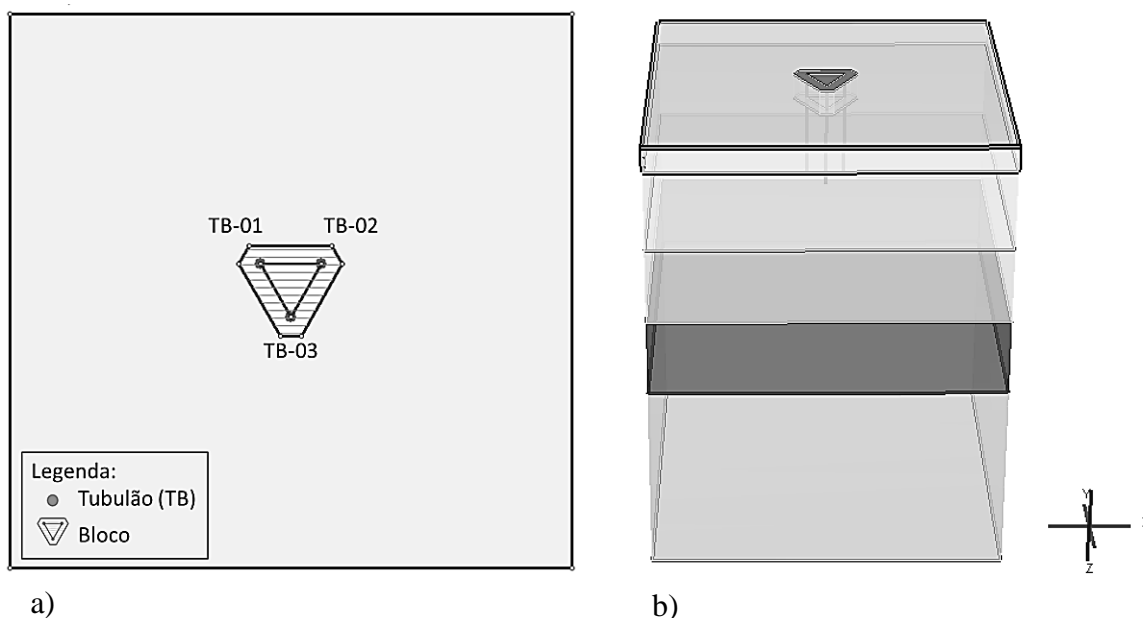 TB-01 TB-02
TB-03
Legenda:
Tubulão (TB)
Bloco
a)
Y
Z
b)